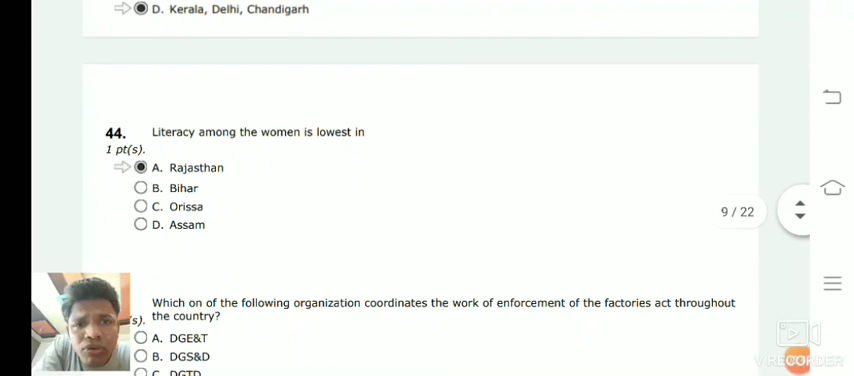 D. Kerala, Delhi, Chandigarh
44. Literacy among the women is lowest in
1 pt(s).
A. Rajasthan
B. Bihar
C. Orissa
D. Assam
9 / 22
Which on of the following organization coordinates the work of enforcement of the factories act throughout
's). the country?
A. DGE&T
B. DGS&D
C. DGTD
V RECORDER